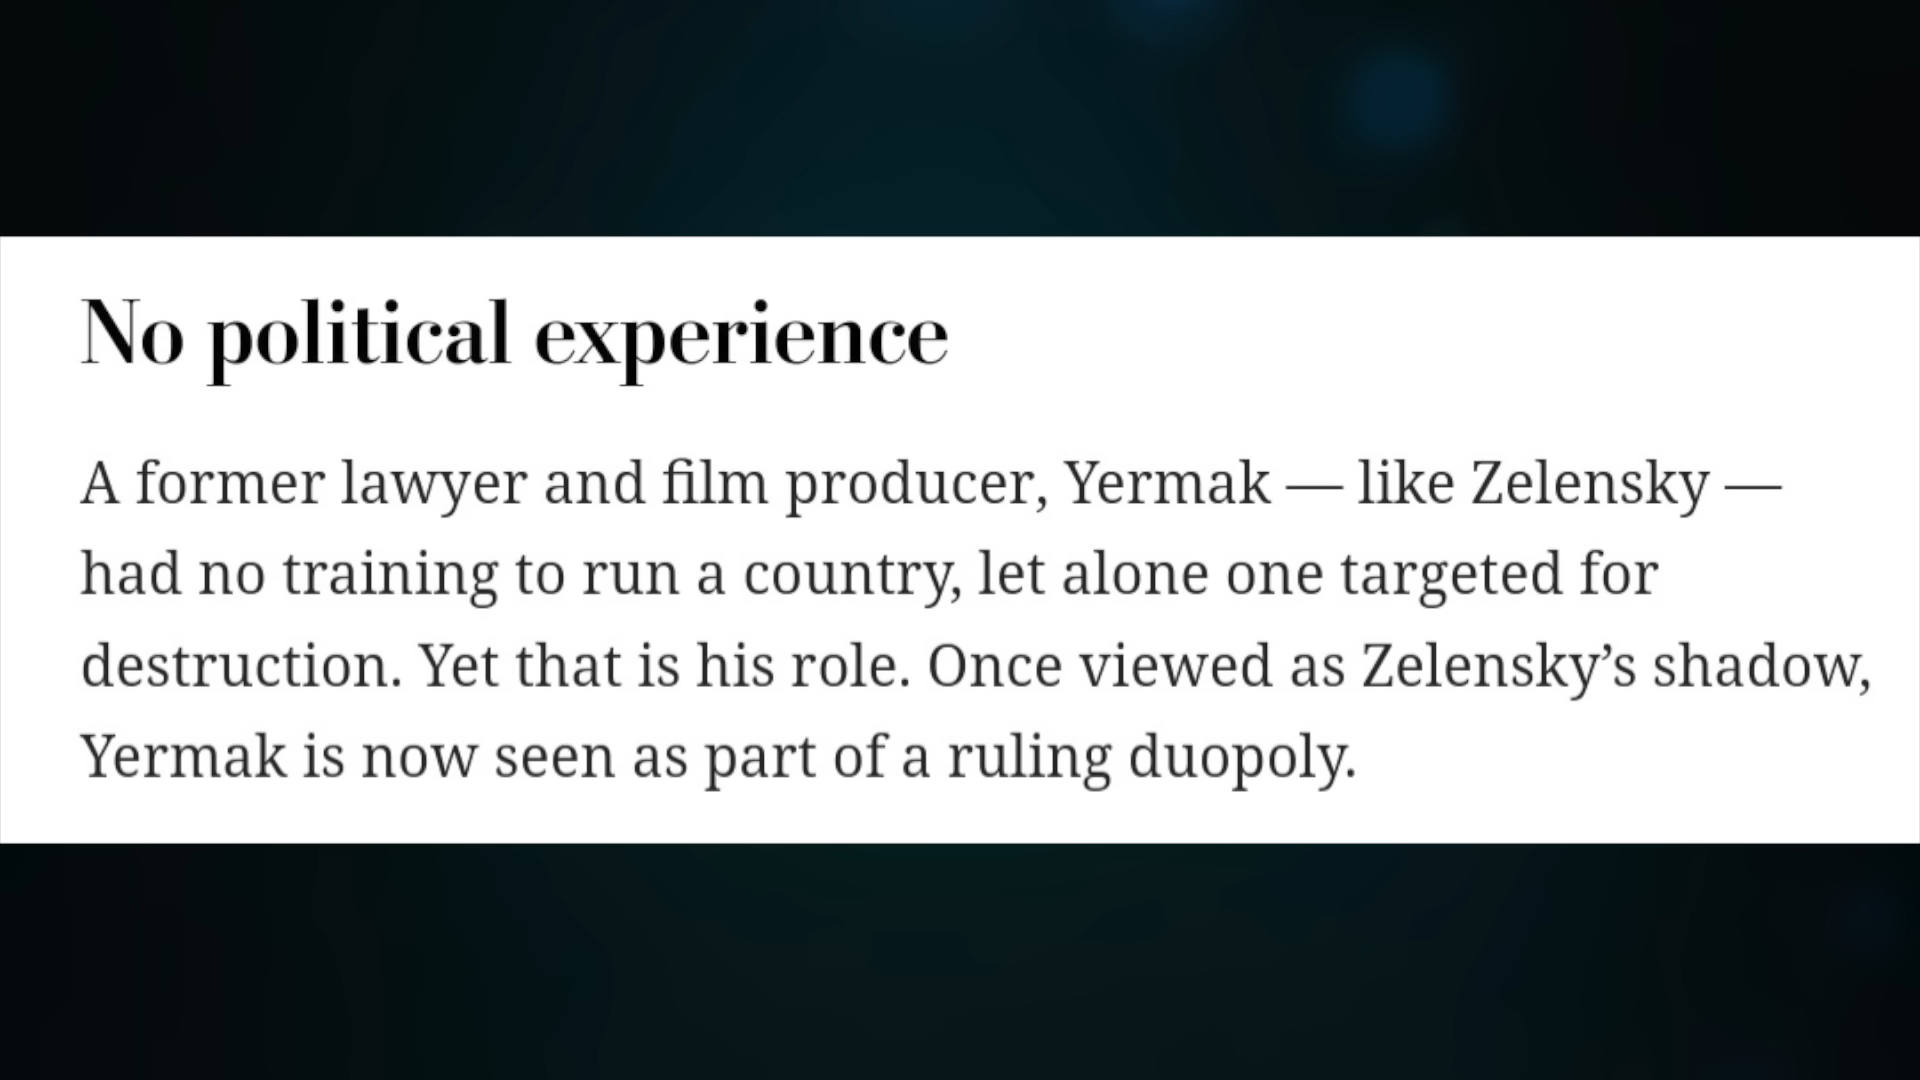 No political experience
A former lawyer and film producer, Yermak — like Zelensky —
had no training to run a country, let alone one targeted for
destruction. Yet that is his role. Once viewed as Zelensky’s shadow,
Yermak is now seen as part of a ruling duopoly.